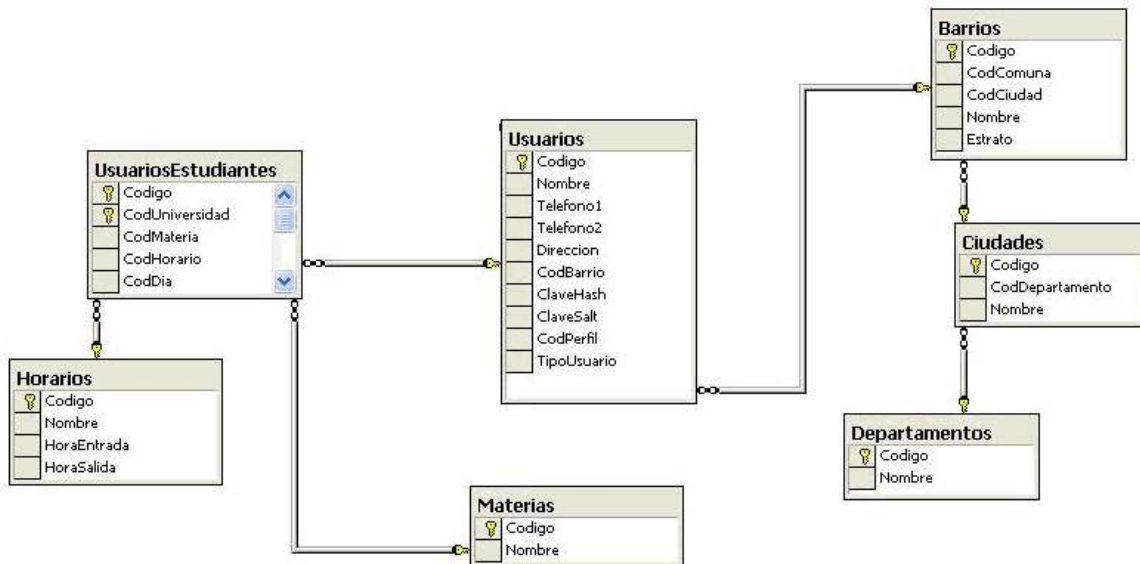 Barrios
Codigo
CodComuna
CodCiudad
Nombre
Estrato
Usuarios
Codigo
Nombre
Telefono1
Telefono2
Direccion
CodBarrio
ClaveHash
ClaveSalt
CodPerfil
TipoUsuario
UsuariosEstudiantes
Codigo
CodUniversidad
CodMateria
CodHorario
CodDia
Ciudades
Codigo
CodDepartamento
Nombre
Horarios
Codigo
Nombre
HoraEntrada
HoraSalida
Departamentos
Codigo
Nombre
Materias
Codigo
Nombre